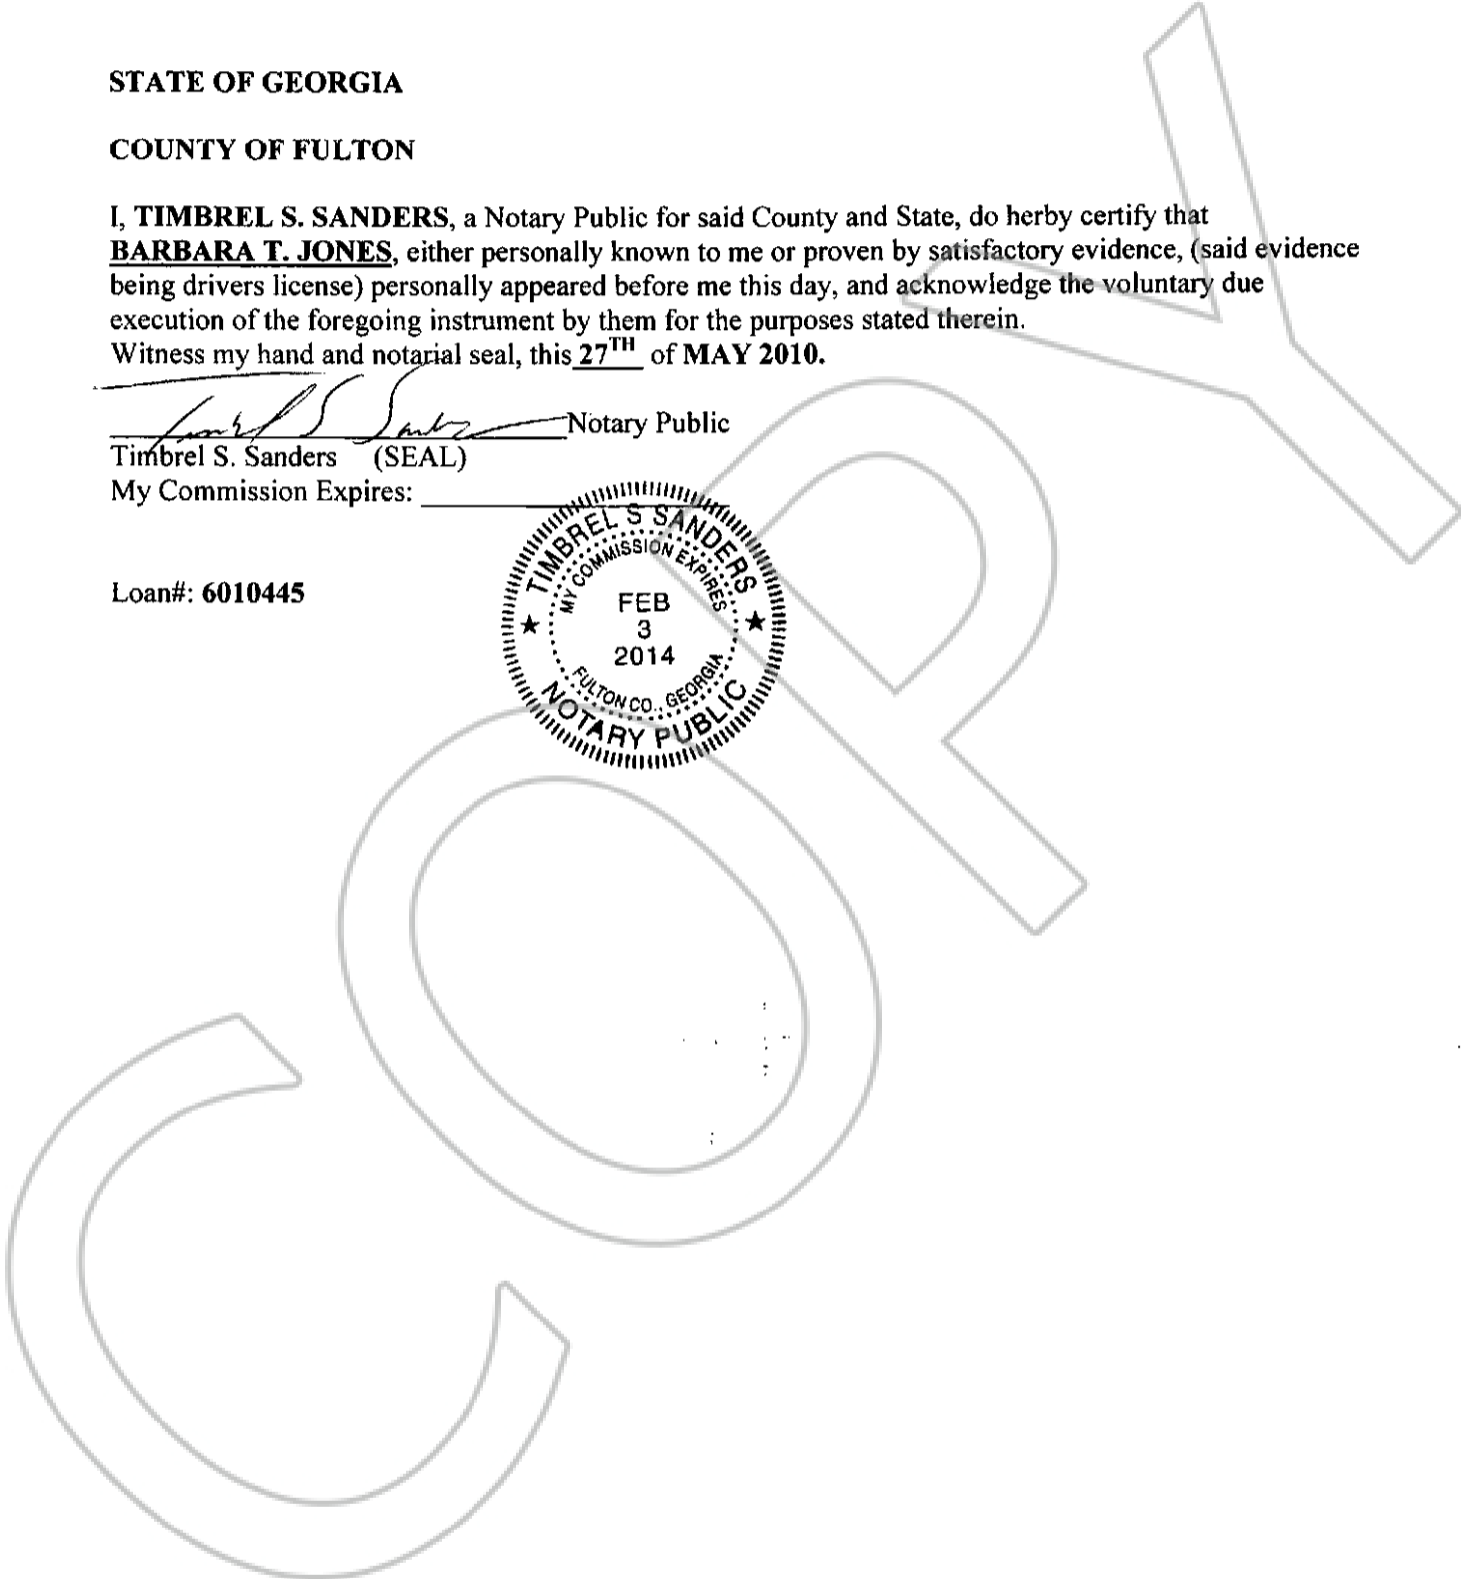 STATE OF GEORGIA
COUNTY OF FULTON
I, TIMBREL S. SANDERS, a Notary Public for said County and State, do herby certify that
BARBARA T. JONES, either personally known to me or proven by satisfactory evidence, (said evidence
being drivers license) personally appeared before me this day, and acknowledge the voluntary due
execution of the foregoing instrument by them for the purposes stated therein.
Witness my hand and notarial seal, this 27TH of MAY 2010.
Notary Public
Timbrel S. Sanders (SEAL)
My Commission Expires:
TIMBREL S SANDERS
MY COMMISSION EXPIRES
FEB
3
2014
FULTON CO., GEORGIA
NOTARY PUBLIC
Loan#: 6010445
COPY